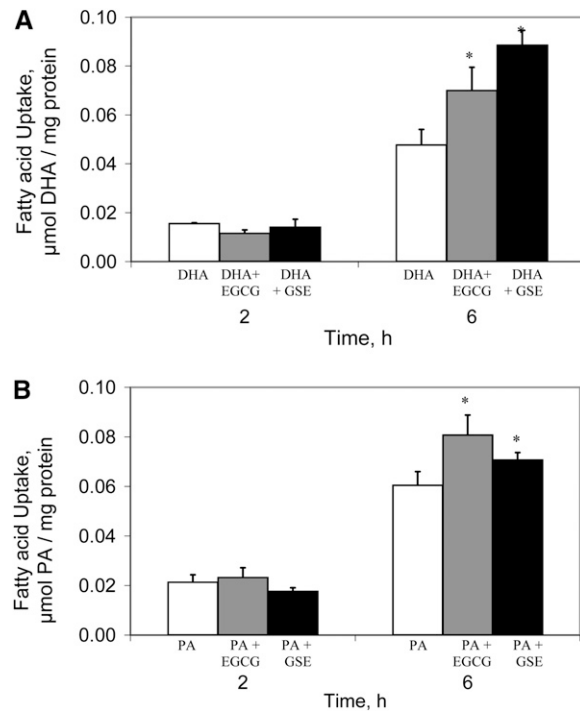 A
Fatty acid Uptake,
µmol DHA / mg protein
0.10
0.08
0.06
0.04
0.02
0.00
*
*
DHA
DHA+
EGCG
DHA
+ GSE
DHA
DHA+
EGCG
DHA
+ GSE
2
6
Time, h
B
Fatty acid Uptake,
µmol PA / mg protein
0.10
0.08
0.06
0.04
0.02
0.00
*
*
PA
PA +
EGCG
PA +
+GSE
PA
PA +
EGCG
PA +
+ GSE
2
6
Time, h